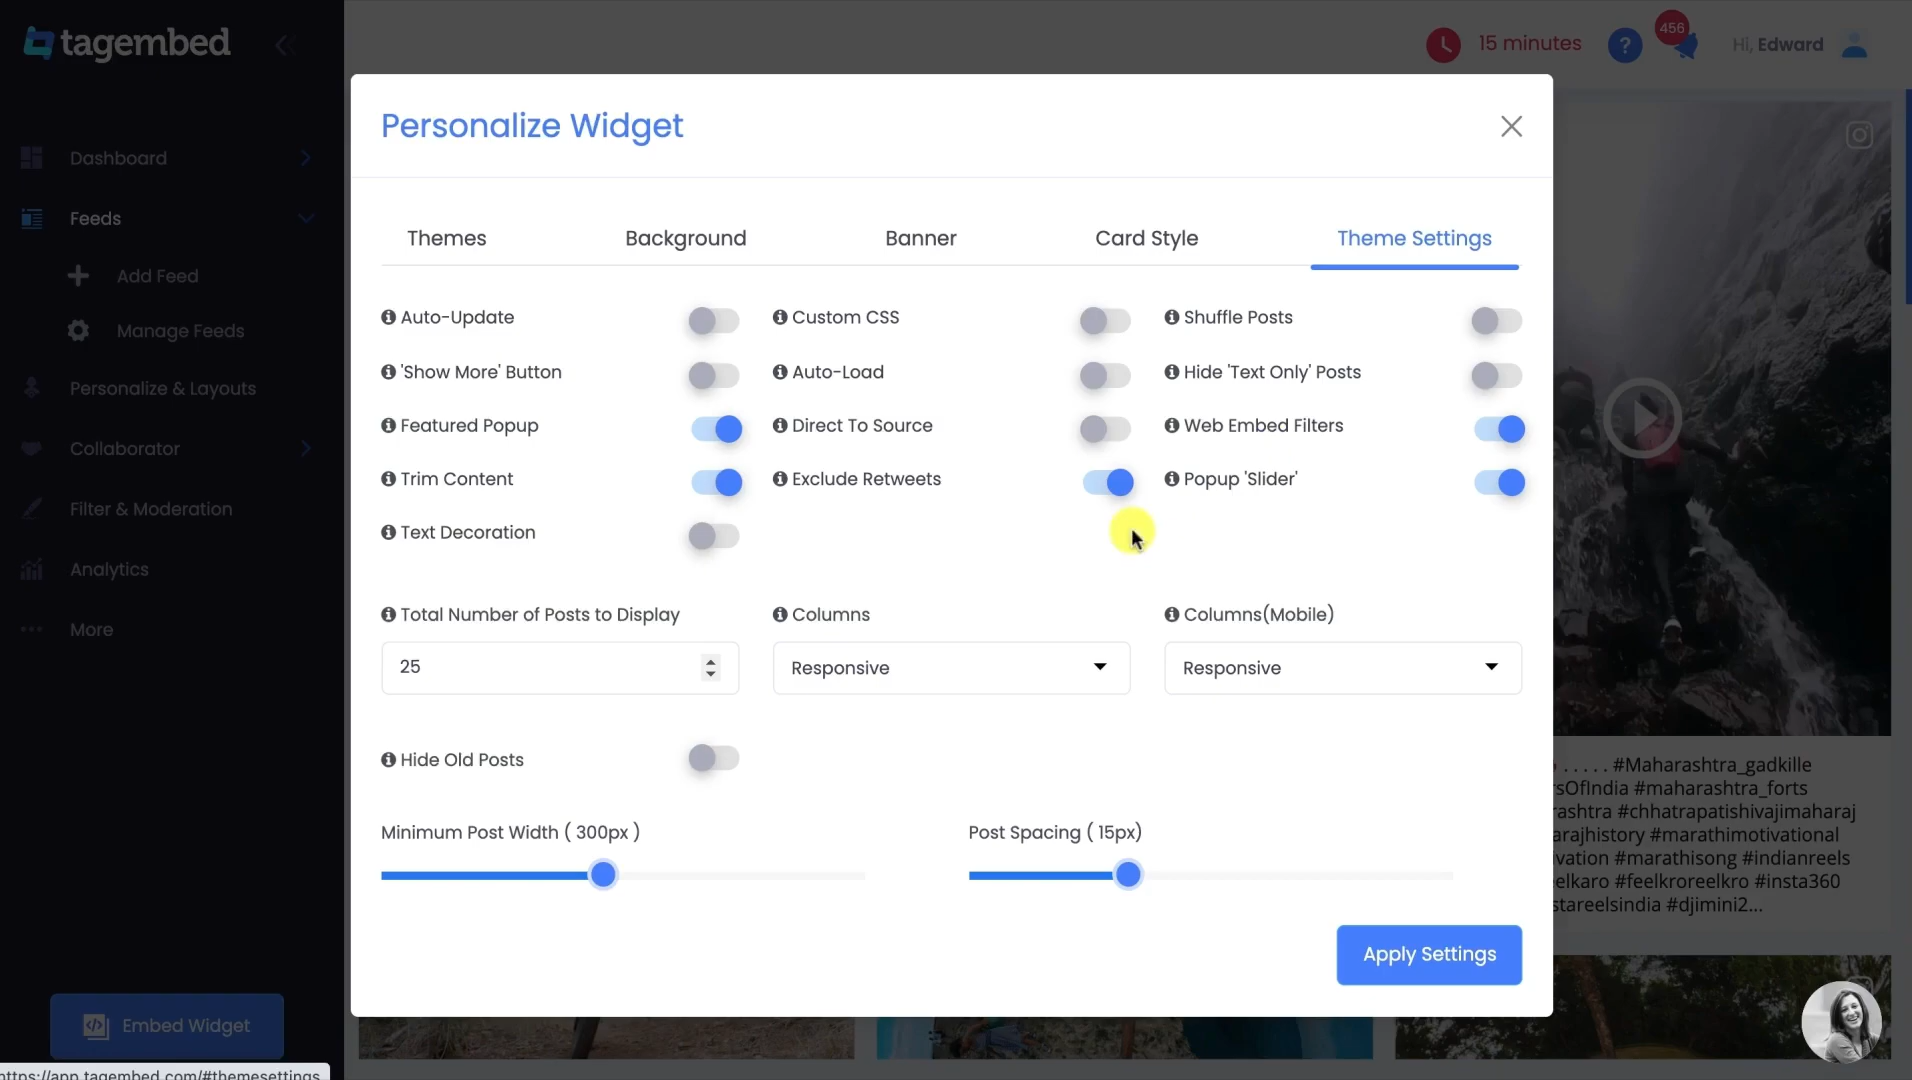 tagembed
15 minutes
?
456
Hi, Edward
Personalize Widget
Dashboard
Feeds
Add Feed
Manage Feeds
Personalize & Layouts
Collaborator
Filter & Moderation
Analytics
More
Embed Widget
https://app.tagembed.com/#themesettings
Themes
Background
Banner
Card Style
Theme Settings
Auto-Update
Custom CSS
Shuffle Posts
'Show More' Button
Auto-Load
Hide 'Text Only' Posts
Featured Popup
Direct To Source
Web Embed Filters
Trim Content
Exclude Retweets
Popup 'Slider'
Text Decoration
Total Number of Posts to Display
Columns
Columns(Mobile)
25
Responsive
Responsive
Hide Old Posts
Minimum Post Width ( 300px )
Post Spacing ( 15px)
Apply Settings
. . . . . #Maharashtra_gadkille
rsOfIndia #maharashtra_forts
rashtra #chhatrapatishivajimaharaj
arajhistory #marathimotivational
vation #marathisong #indianreels
elkaro #feelkroreelkro #insta360
stareelsindia #djimini2...